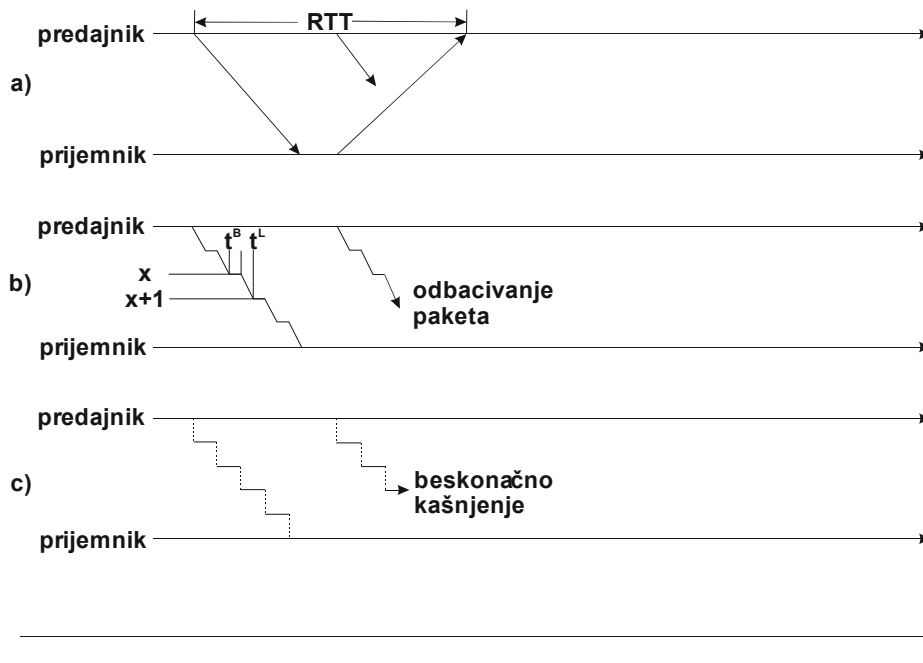 RTT
predajnik
a)
prijemnik
predajnik
t^B t^L
x
b)
x+1
odbacivanje
paketa
prijemnik
predajnik
c)
beskonačno
kašnjenje
prijemnik